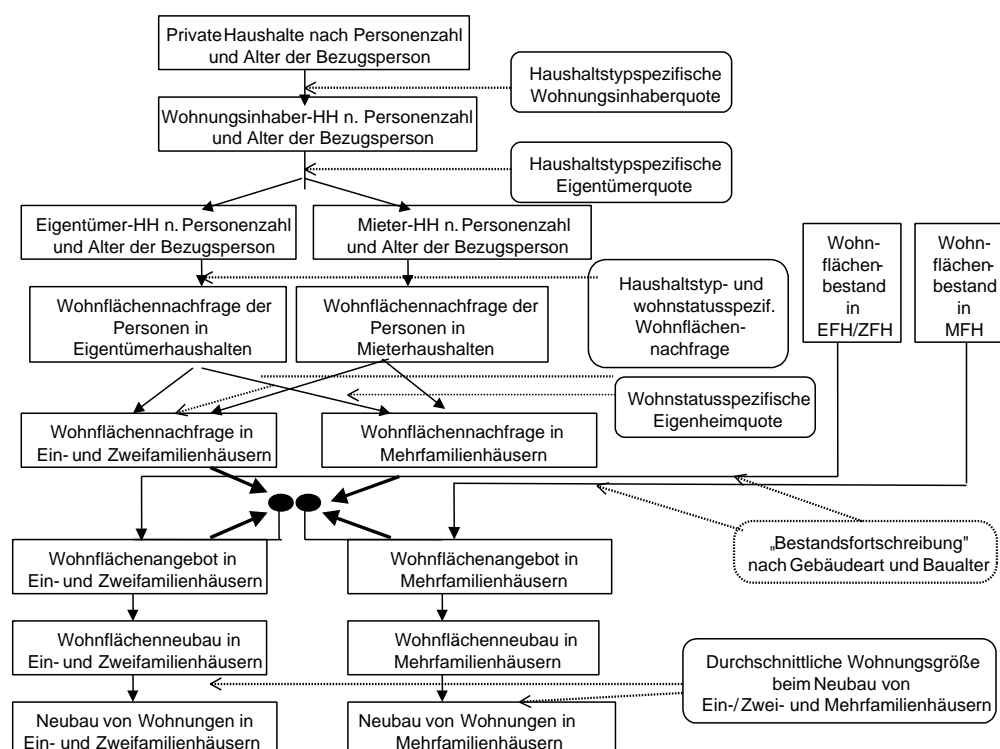 Private Haushalte nach Personenzahl
und Alter der Bezugsperson
Haushaltstypspezifische
Wohnungsinhaberquote
Wohnungsinhaber-HH n. Personenzahl
und Alter der Bezugsperson
Haushaltstypspezifische
Eigentümerquote
Eigentümer-HH n. Personenzahl
und Alter der Bezugsperson
Mieter-HH n. Personenzahl
und Alter der Bezugsperson
Wohn-
flächen-
bestand
in
EFH/ZFH
Wohn-
flächen-
bestand
in
MFH
Haushaltstyp- und
wohnstatusspezif.
Wohnflächen-
nachfrage
Wohnflächennachfrage der
Personen in
Eigentümerhaushalten
Wohnflächennachfrage der
Personen in
Mieterhaushalten
Wohnstatusspezifische
Eigenheimquote
Wohnflächennachfrage in
Ein- und Zweifamilienhäusern
Wohnflächennachfrage in
Mehrfamilienhäusern
„Bestandsfortschreibung"
nach Gebäudeart und Baualter
Wohnflächenangebot in
Ein- und Zweifamilienhäusern
Wohnflächenangebot in
Mehrfamilienhäusern
Wohnflächenneubau in
Ein- und Zweifamilienhäusern
Wohnflächenneubau in
Mehrfamilienhäusern
Durchschnittliche Wohnungsgröße
beim Neubau von
Ein-/Zwei- und Mehrfamilienhäusern
Neubau von Wohnungen in
Ein- und Zweifamilienhäusern
Neubau von Wohnungen in
Mehrfamilienhäusern